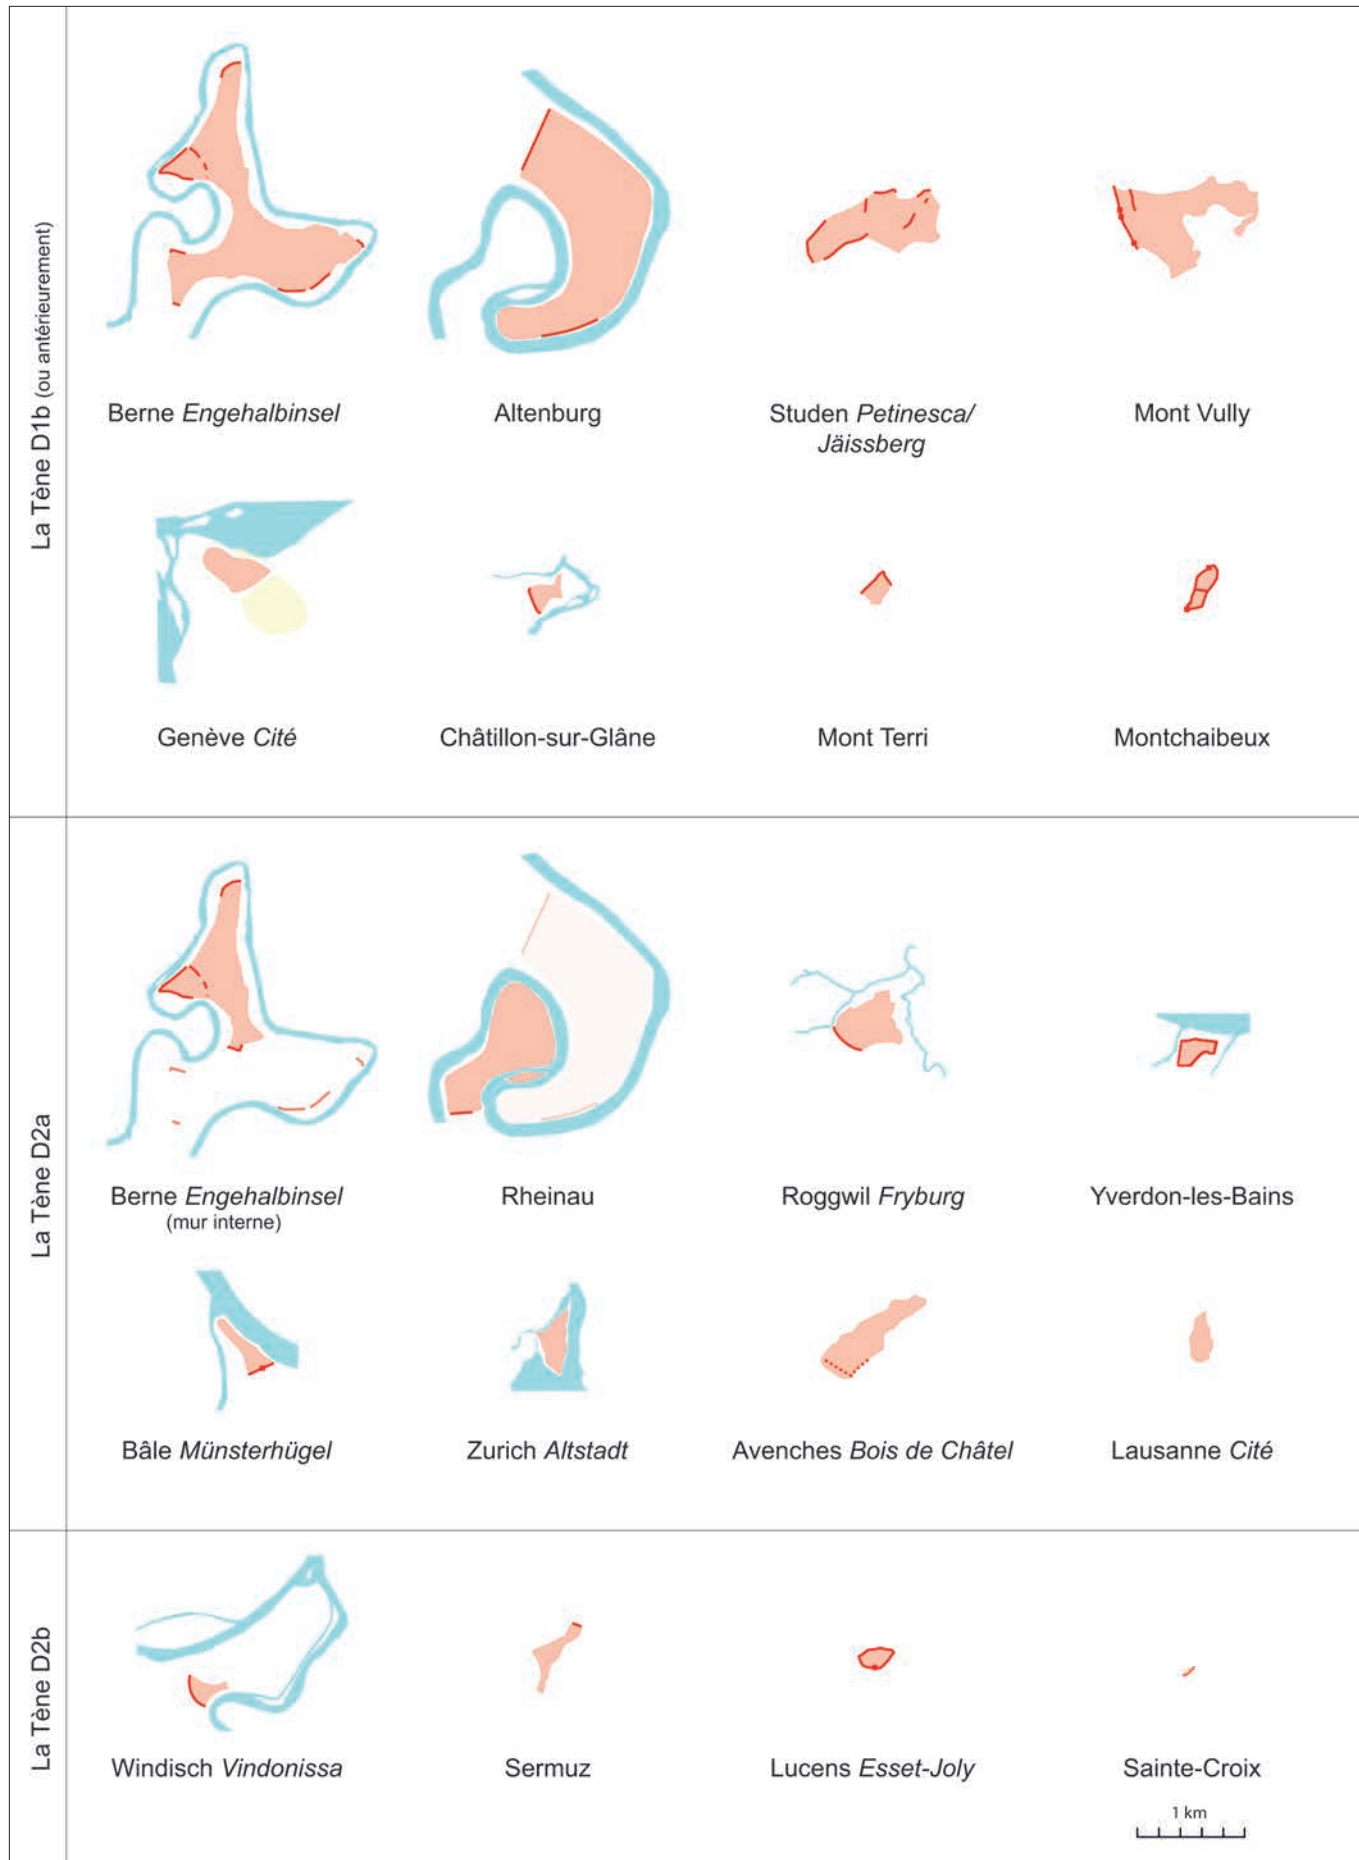 La Tène D1b (ou antérieurement)
Berne Engehalbinsel
Altenburg
Studen Petinesca/
Jäissberg
Mont Vully
Genève Cité
Châtillon-sur-Glâne
Mont Terri
Montchaibeux
La Tène D2a
Berne Engehalbinsel
(mur interne)
Rheinau
Roggwil Fryburg
Yverdon-les-Bains
Bâle Münsterhügel
Zurich Altstadt
Avenches Bois de Châtel
Lausanne Cité
La Tène D2b
Windisch Vindonissa
Sermuz
Lucens Esset-Joly
Sainte-Croix
1 km